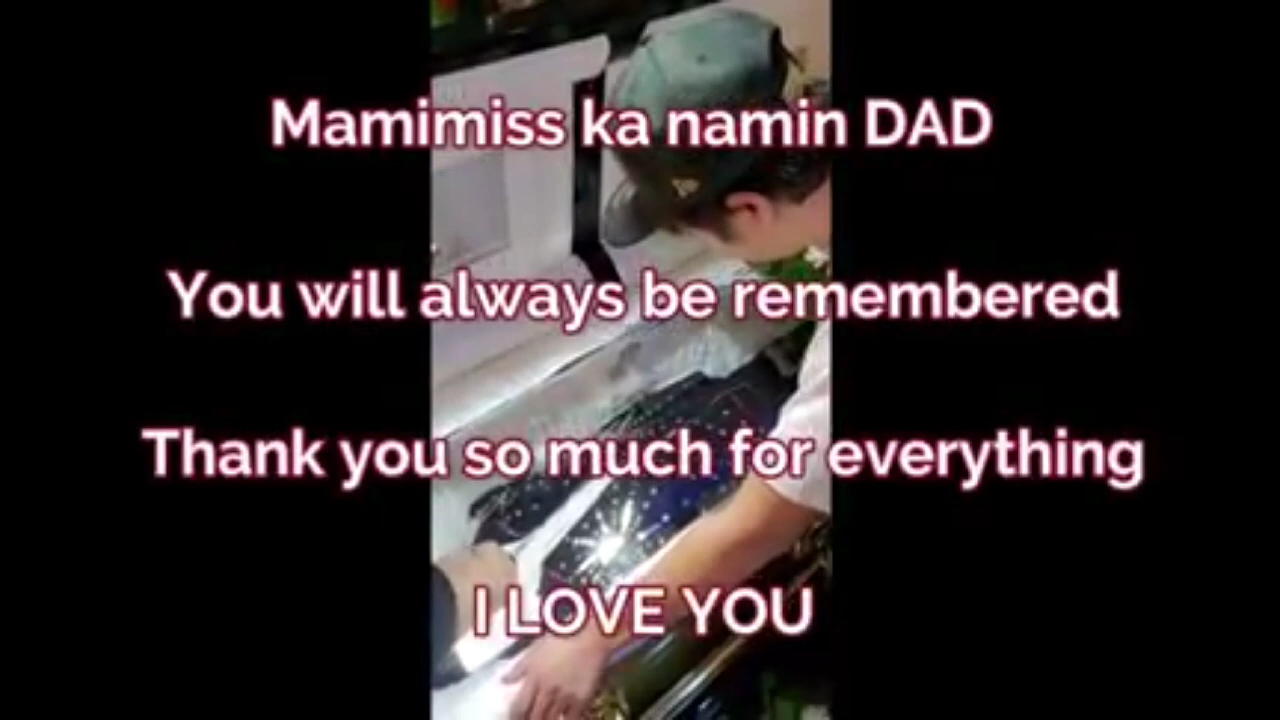 Mamimiss ka namin DAD
You will always be remembered
Thank you so much for everything
I LOVE YOU